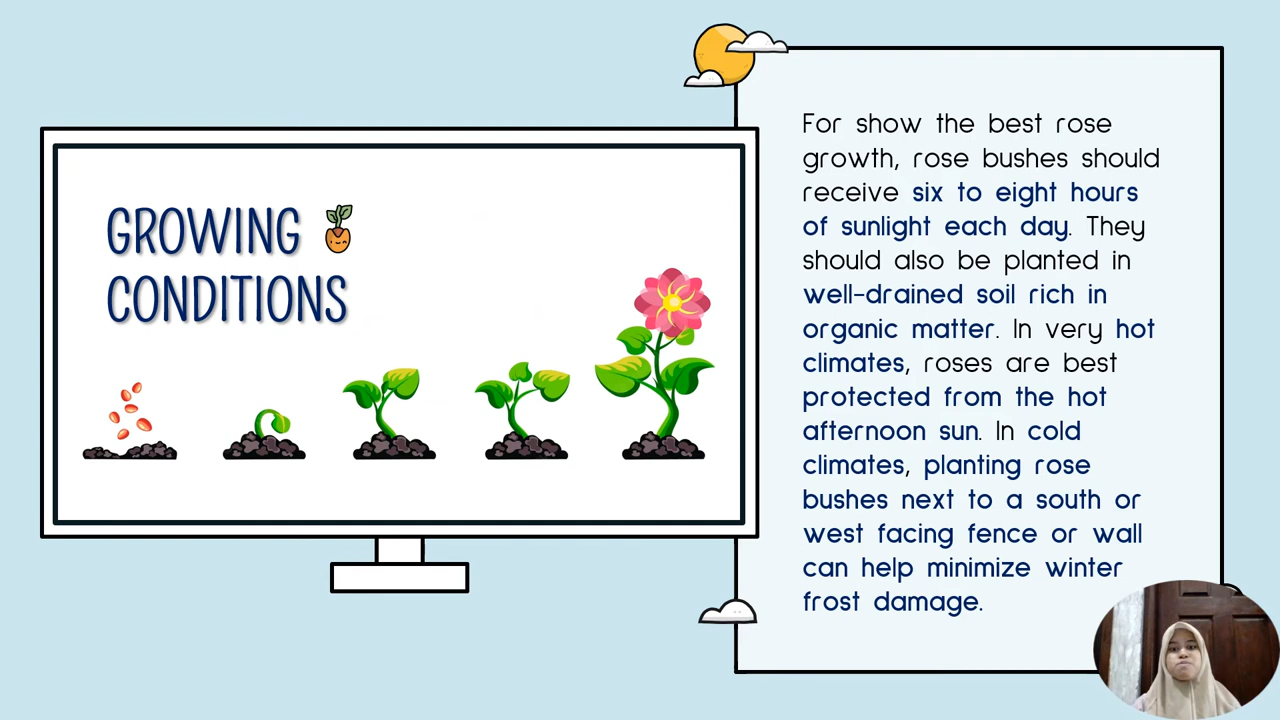 GROWING
CONDITIONS
For show the best rose
growth, rose bushes should
receive six to eight hours
of sunlight each day. They
should also be planted in
well-drained soil rich in
organic matter. In very hot
climates, roses are best
protected from the hot
afternoon sun. In cold
climates, planting rose
bushes next to a south or
west facing fence or wall
can help minimize winter
frost damage.